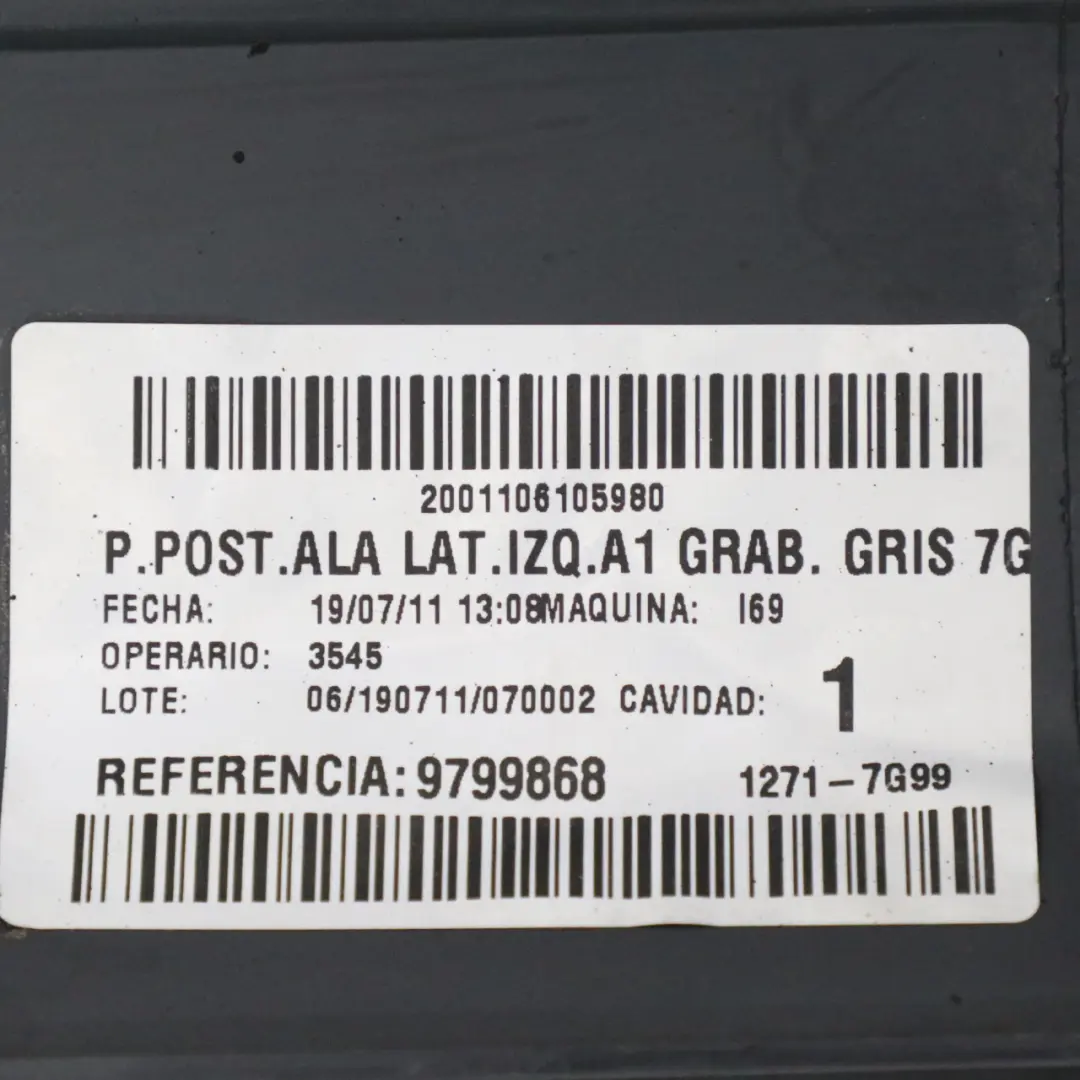 2001106105980
P.POST.ALA LAT.IZQ.A1 GRAB. GRIS 7G
FECHA: 19/07/11 13:08MAQUINA: I69
OPERARIO: 3545
LOTE: 06/190711/070002 CAVIDAD: 1
REFERENCIA:9799868 1271-7G99